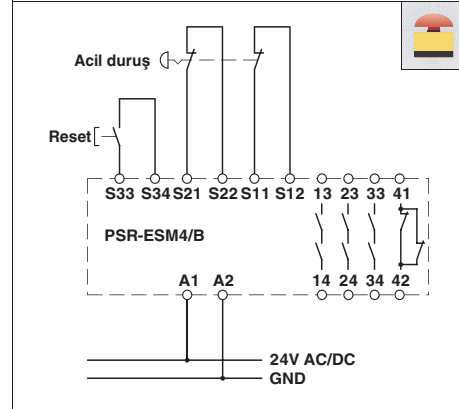 Acil duruş
Reset
S33 S34 S21 S22 S11 S12 13 23 33 41
PSR-ESM4/B
14 24 34 42
A1 A2
24V AC/DC
GND